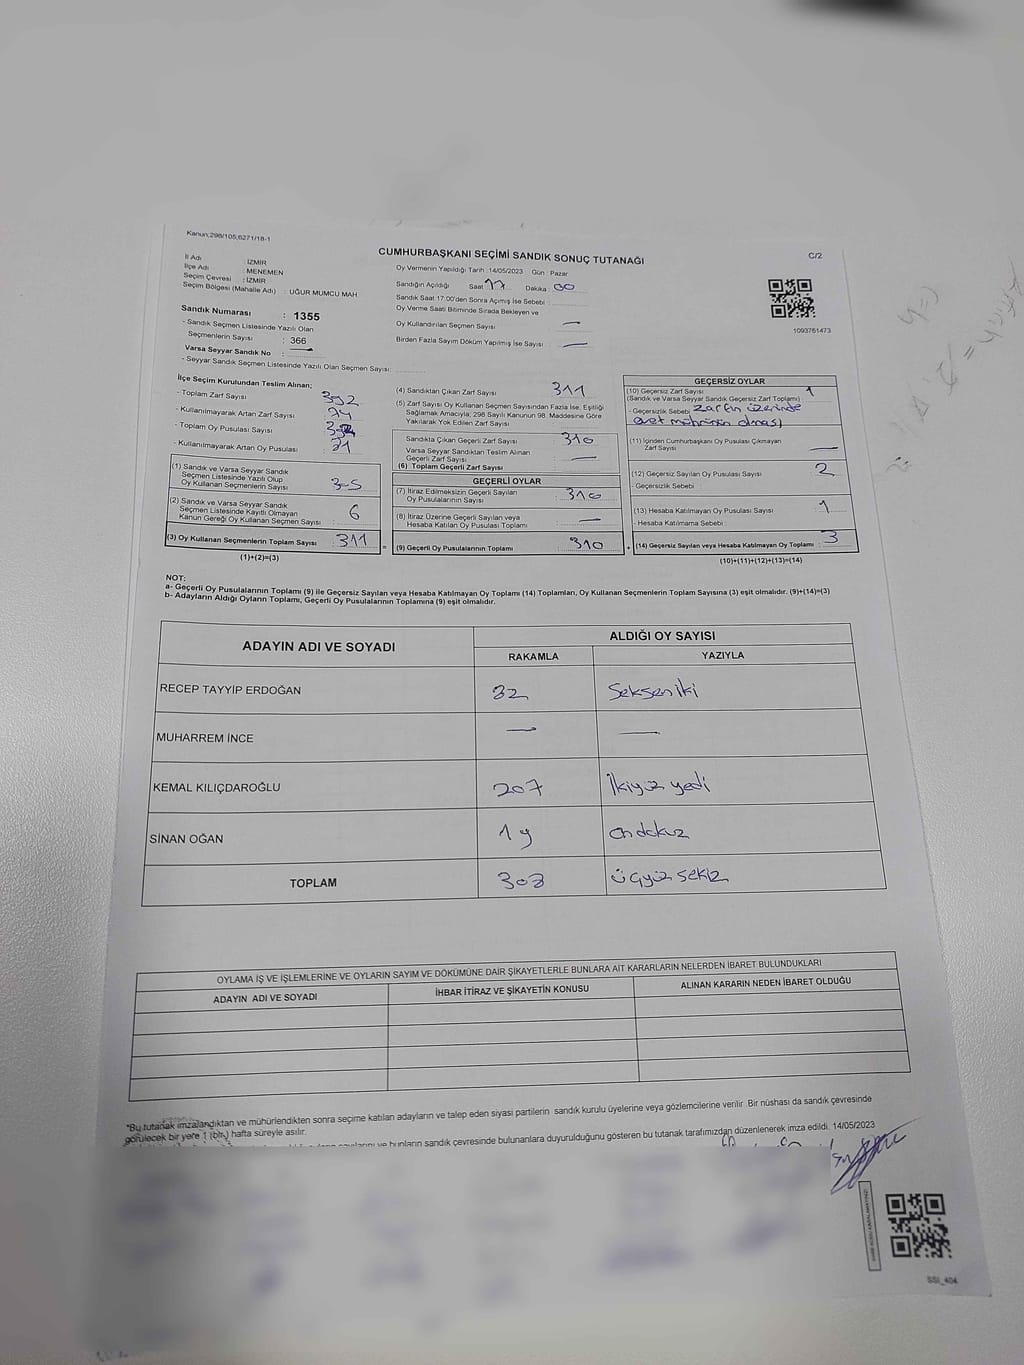 Kanun:298/105,6271/18-1
CUMHURBAŞKANI SEÇİMİ SANDIK SONUÇ TUTANAĞI
C/2
İl Adı : İZMİR
İlçe Adı : MENEMEN
Seçim Çevresi : İZMİR
Seçim Bölgesi (Mahalle Adı) : UĞUR MUMCU MAH
Oy Vermenin Yapıldığı Tarih : 14/05/2023 Gün : Pazar
Sandığın Açıldığı Saat 17 Dakika : 00
Sandık Saat 17:00'den Sonra Açımış İse Sebebi :
Oy Verme Saati Bitiminde Sırada Bekleyen ve
Oy Kullandırılan Seçmen Sayısı —
Birden Fazla Sayım Döküm Yapılmış İse Sayısı : —
1093761473
Sandık Numarası : 1355
- Sandık Seçmen Listesinde Yazılı Olan
Seçmenlerin Sayısı : 366
Varsa Seyyar Sandık No : —
- Seyyar Sandık Seçmen Listesinde Yazılı Olan Seçmen Sayısı:
İlçe Seçim Kurulundan Teslim Alınan;
- Toplam Zarf Sayısı : 392
- Kullanılmayarak Artan Zarf Sayısı : 74
- Toplam Oy Pusulası Sayısı :
- Kullanılmayarak Artan Oy Pusulası : 71
(1) Sandık ve Varsa Seyyar Sandık
Seçmen Listesinde Yazılı Olup
Oy Kullanan Seçmenlerin Sayısı : 305
(2) Sandık ve Varsa Seyyar Sandık
Seçmen Listesinde Kayıtlı Olmayan
Kanun Gereği Oy Kullanan Seçmen Sayısı : 6
(3) Oy Kullanan Seçmenlerin Toplam Sayısı : 311
(1)+(2)=(3)
(4) Sandıktan Çıkan Zarf Sayısı : 311
(5) Zarf Sayısı Oy Kullanan Seçmen Sayısından Fazla İse, Eşitliği
Sağlamak Amacıyla; 298 Sayılı Kanunun 98. Maddesine Göre
Yakılarak Yok Edilen Zarf Sayısı :
Sandıkta Çıkan Geçerli Zarf Sayısı : 310
Varsa Seyyar Sandıktan Teslim Alınan
Geçerli Zarf Sayısı : —
(6) Toplam Geçerli Zarf Sayısı :
GEÇERLİ OYLAR
(7) İtiraz Edilmeksizin Geçerli Sayılan
Oy Pusulalarının Sayısı : 310
(8) İtiraz Üzerine Geçerli Sayılan veya
Hesaba Katılan Oy Pusulası Toplamı : —
(9) Geçerli Oy Pusulalarının Toplamı : 310
GEÇERSİZ OYLAR
(10) Geçersiz Zarf Sayısı : 1
(Sandık ve Varsa Seyyar Sandık Geçersiz Zarf Toplamı)
- Geçersizlik Sebebi : Zarfın üzerinde
evet mührünün olması
(11) İçinden Cumhurbaşkanı Oy Pusulası Çıkmayan
Zarf Sayısı : —
(12) Geçersiz Sayılan Oy Pusulası Sayısı : 2
- Geçersizlik Sebebi :
(13) Hesaba Katılmayan Oy Pusulası Sayısı : 1
- Hesaba Katılmama Sebebi :
(14) Geçersiz Sayılan veya Hesaba Katılmayan Oy Toplamı : 3
(10)+(11)+(12)+(13)=(14)
NOT:
a- Geçerli Oy Pusulalarının Toplamı (9) ile Geçersiz Sayılan veya Hesaba Katılmayan Oy Toplamı (14) Toplamları, Oy Kullanan Seçmenlerin Toplam Sayısına (3) eşit olmalıdır. (9)+(14)=(3)
b- Adayların Aldığı Oyların Toplamı, Geçerli Oy Pusulalarının Toplamına (9) eşit olmalıdır.
ADAYIN ADI VE SOYADI
ALDIĞI OY SAYISI
RAKAMLA YAZIYLA
RECEP TAYYİP ERDOĞAN 82 Seksen iki
MUHARREM İNCE — —
KEMAL KILIÇDAROĞLU 207 İkiyüz yedi
SİNAN OĞAN 19 On dokuz
TOPLAM 308 üçyüz sekiz
OYLAMA İŞ VE İŞLEMLERİNE VE OYLARIN SAYIM VE DÖKÜMÜNE DAİR ŞİKAYETLERLE BUNLARA AİT KARARLARIN NELERDEN İBARET BULUNDUKLARI
ADAYIN ADI VE SOYADI İHBAR İTİRAZ VE ŞİKAYETİN KONUSU ALINAN KARARIN NEDEN İBARET OLDUĞU
*Bu tutanak imzalandıktan ve mühürlendikten sonra seçime katılan adayların ve talep eden siyasi partilerin sandık kurulu üyelerine veya gözlemcilerine verilir. Bir nüshası da sandık çevresinde
görülecek bir yere 1 (bir) hafta süreyle asılır.
ve bunların sandık çevresinde bulunanlara duyurulduğunu gösteren bu tutanak tarafımızdan düzenlenerek imza edildi. 14/05/2023
SSI_404